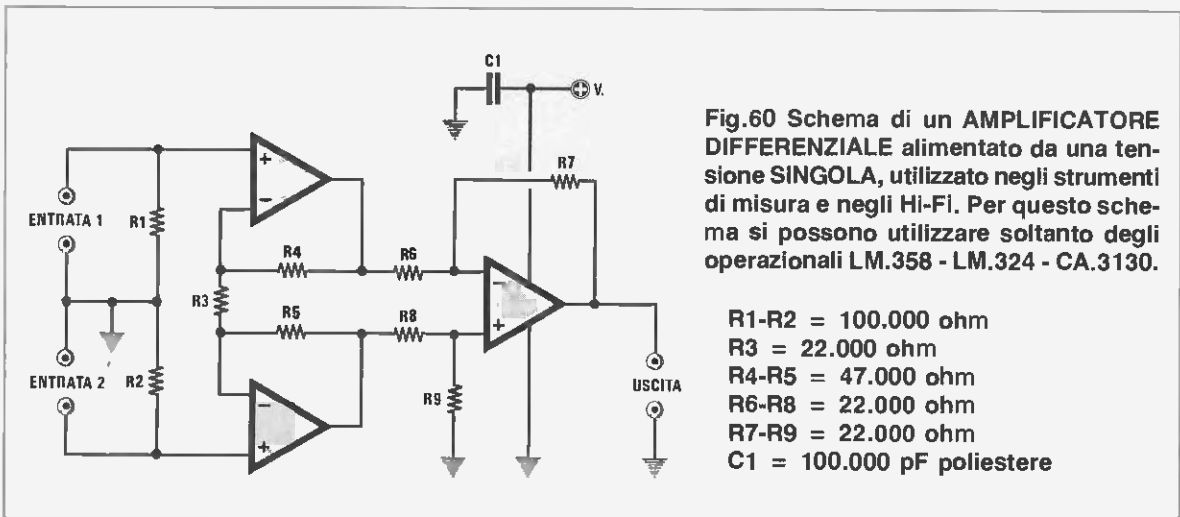 C1
V.
R7
ENTRATA 1
R1
R4
R6
R3
R5
R8
ENTRATA 2
R2
R9
USCITA
+
−
−
+
−
+
+
Fig.60 Schema di un AMPLIFICATORE
DIFFERENZIALE alimentato da una ten-
sione SINGOLA, utilizzato negli strumenti
di misura e negli Hi-Fi. Per questo sche-
ma si possono utilizzare soltanto degli
operazionali LM.358 - LM.324 - CA.3130.
R1-R2 = 100.000 ohm
R3 = 22.000 ohm
R4-R5 = 47.000 ohm
R6-R8 = 22.000 ohm
R7-R9 = 22.000 ohm
C1 = 100.000 pF poliestere